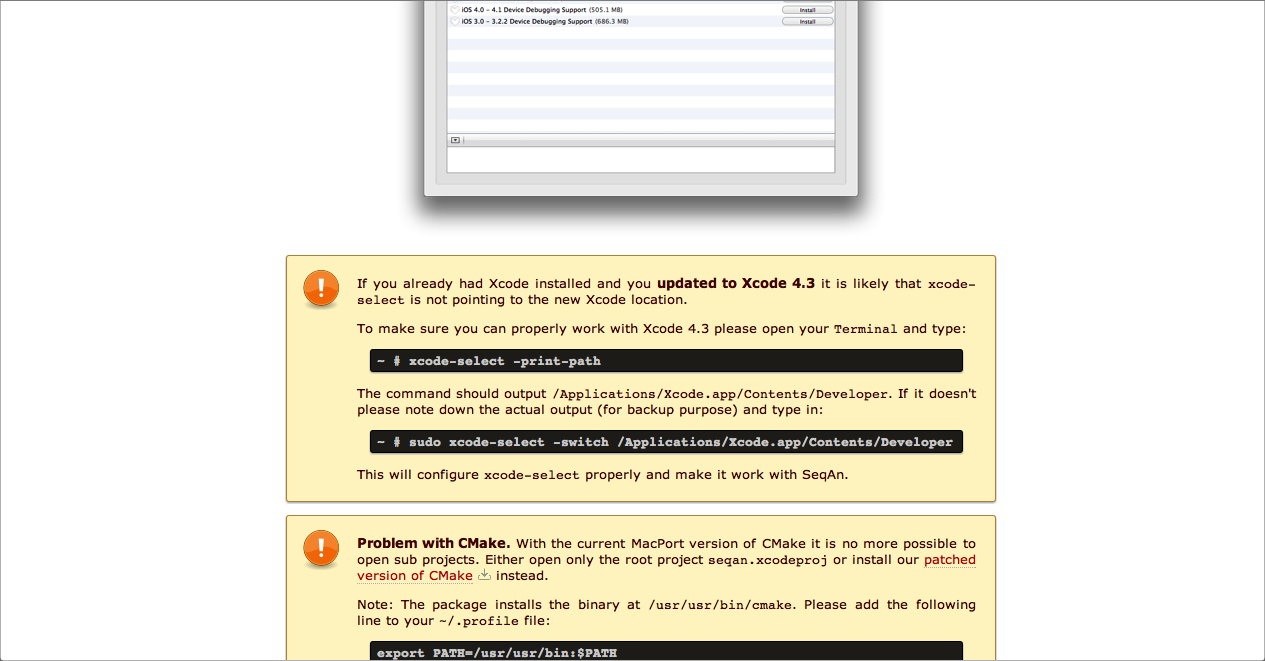 iOS 4.0 – 4.1 Device Debugging Support (505.1 MB) Install
iOS 3.0 – 3.2.2 Device Debugging Support (686.3 MB) Install
If you already had Xcode installed and you updated to Xcode 4.3 it is likely that xcode-
select is not pointing to the new Xcode location.
To make sure you can properly work with Xcode 4.3 please open your Terminal and type:
~ # xcode-select -print-path
The command should output /Applications/Xcode.app/Contents/Developer. If it doesn't
please note down the actual output (for backup purpose) and type in:
~ # sudo xcode-select -switch /Applications/Xcode.app/Contents/Developer
This will configure xcode-select properly and make it work with SeqAn.
Problem with CMake. With the current MacPort version of CMake it is no more possible to
open sub projects. Either open only the root project seqan.xcodeproj or install our patched
version of CMake instead.
Note: The package installs the binary at /usr/usr/bin/cmake. Please add the following
line to your ~/.profile file:
export PATH=/usr/usr/bin:$PATH